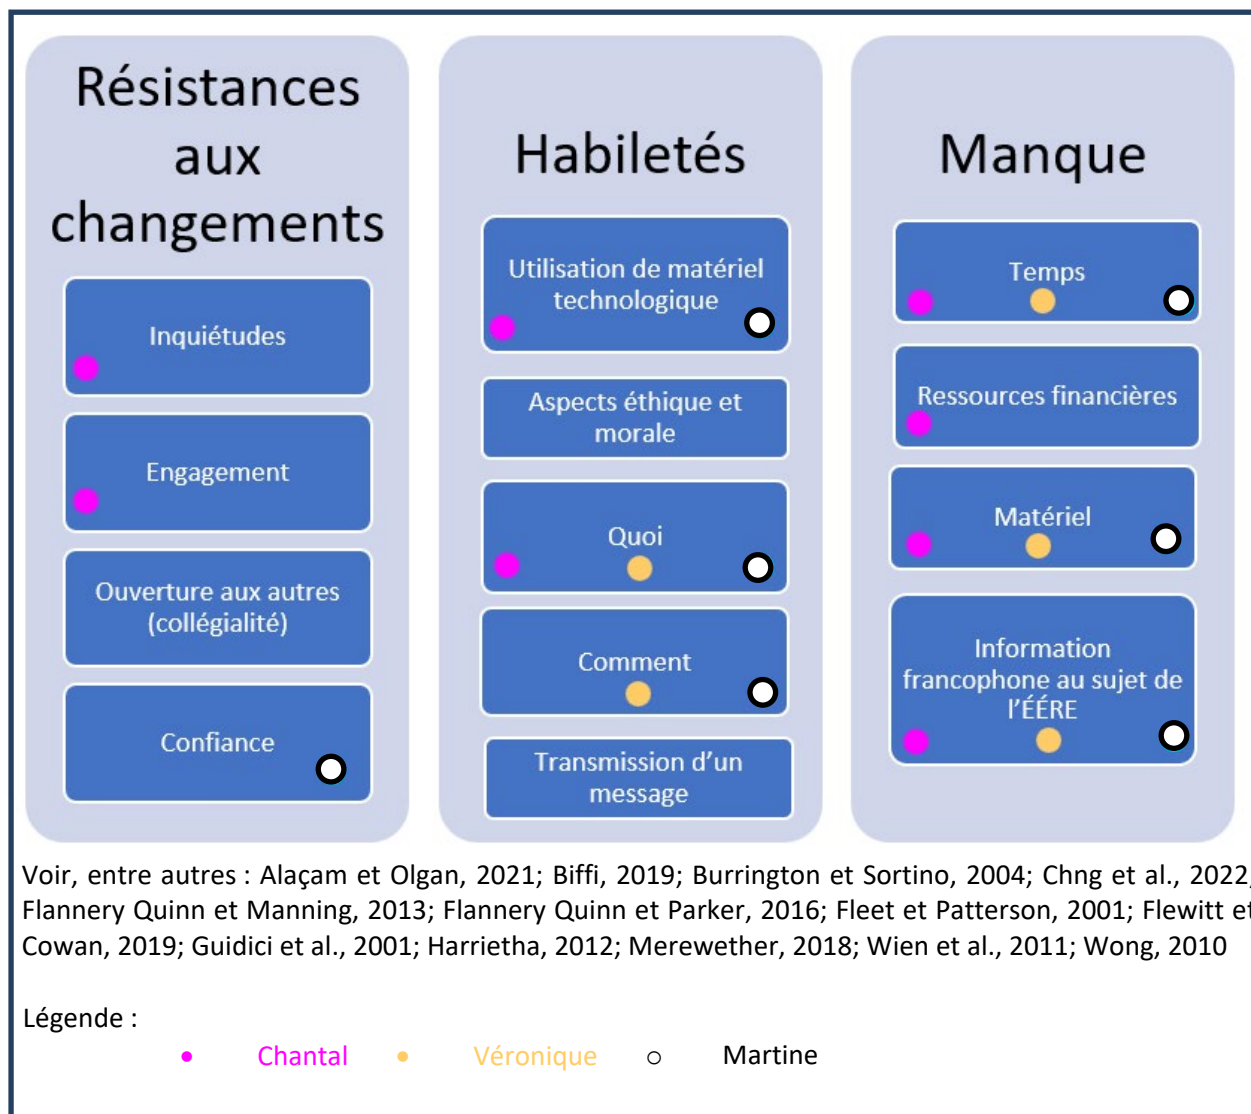 Résistances
aux
changements
Inquiétudes
Engagement
Ouverture aux autres
(collégialité)
Confiance
Habiletés
Utilisation de matériel
technologique
Aspects éthique et
morale
Quoi
Comment
Transmission d'un
message
Manque
Temps
Ressources financières
Matériel
Information
francophone au sujet de
l'ÉÉRE
Voir, entre autres : Alaçam et Olgan, 2021; Biffi, 2019; Burrington et Sortino, 2004; Chng et al., 2022;
Flannery Quinn et Manning, 2013; Flannery Quinn et Parker, 2016; Fleet et Patterson, 2001; Flewitt et
Cowan, 2019; Guidici et al., 2001; Harrietha, 2012; Merewether, 2018; Wien et al., 2011; Wong, 2010
Légende :
• Chantal • Véronique o Martine